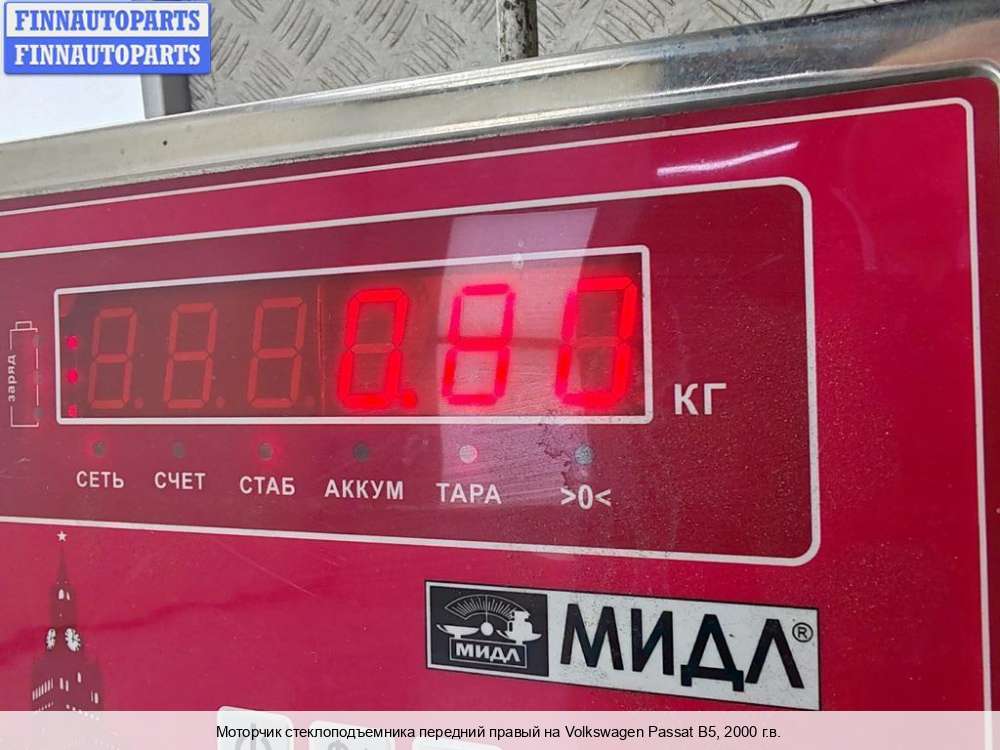 FINNAUTOPARTS
FINNAUTOPARTS
заряд
0.80
КГ
СЕТЬ СЧЕТ СТАБ АККУМ ТАРА >0<
МИДЛ
МИДЛ®
Моторчик стеклоподъемника передний правый на Volkswagen Passat B5, 2000 г.в.